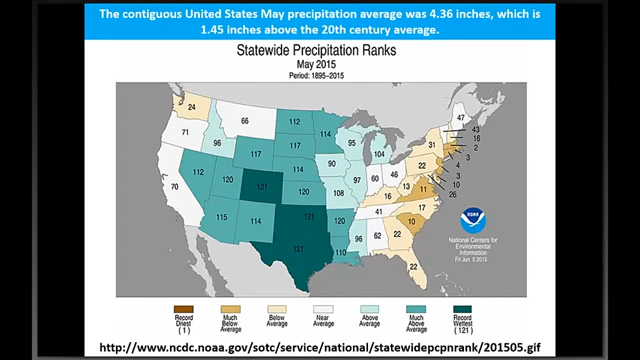 The contiguous United States May precipitation average was 4.36 inches, which is
1.45 inches above the 20th century average.
Statewide Precipitation Ranks
May 2015
Period: 1895-2015
24
71
70
96
66
117
120
115
112
117
114
121
114
121
121
114
90
114
108
120
110
95
97
96
104
60
46
16
41
62
22
22
10
17
11
13
22
31
47
43
16
2
4
3
3
10
26
NOAA
National Centers for
Environmental
Information
Fri Jun 5 2015
Record
Driest
(1)
Much
Below
Average
Below
Average
Near
Average
Above
Average
Much
Above
Average
Record
Wettest
(121)
http://www.ncdc.noaa.gov/sotc/service/national/statewidepcpnrank/201505.gif